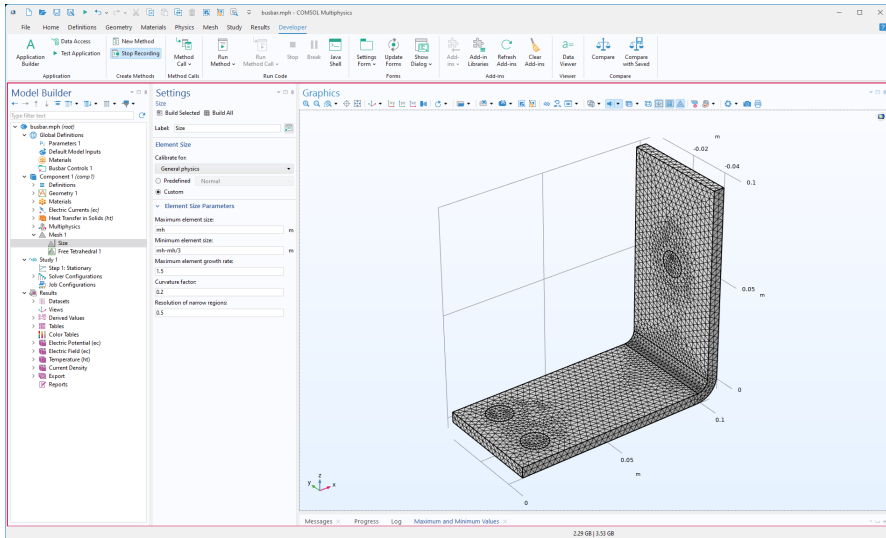 busbar.mph - COMSOL Multiphysics
File Home Definitions Geometry Materials Physics Mesh Study Results Developer
Application Builder
Data Access
Test Application
Application
New Method
Stop Recording
Create Methods
Method Call
Method Calls
Run Method
Run Method Call
Stop
Break
Java Shell
Run Code
Settings Form
Update Forms
Show Dialog
Forms
Add-ins
Add-in Libraries
Refresh Add-ins
Clear Add-ins
Add-ins
Data Viewer
Viewer
Compare
Compare with Saved
Compare
Model Builder
Type filter text
busbar.mph (root)
Global Definitions
Parameters 1
Default Model Inputs
Materials
Busbar Controls 1
Component 1 (comp1)
Definitions
Geometry 1
Materials
Electric Currents (ec)
Heat Transfer in Solids (ht)
Multiphysics
Mesh 1
Size
Free Tetrahedral 1
Study 1
Step 1: Stationary
Solver Configurations
Job Configurations
Results
Datasets
Views
Derived Values
Tables
Color Tables
Electric Potential (ec)
Electric Field (ec)
Temperature (ht)
Current Density
Export
Reports
Settings
Size
Build Selected Build All
Label: Size
Element Size
Calibrate for:
General physics
Predefined Normal
Custom
Element Size Parameters
Maximum element size:
mh m
Minimum element size:
mh-mh/3 m
Maximum element growth rate:
1.5
Curvature factor:
0.2
Resolution of narrow regions:
0.5
Graphics
m
-0.02
-0.04
0.1
0.05
m
0
0.1
0.05
m
0
z
y
x
Messages Progress Log Maximum and Minimum Values
2.29 GB | 3.53 GB